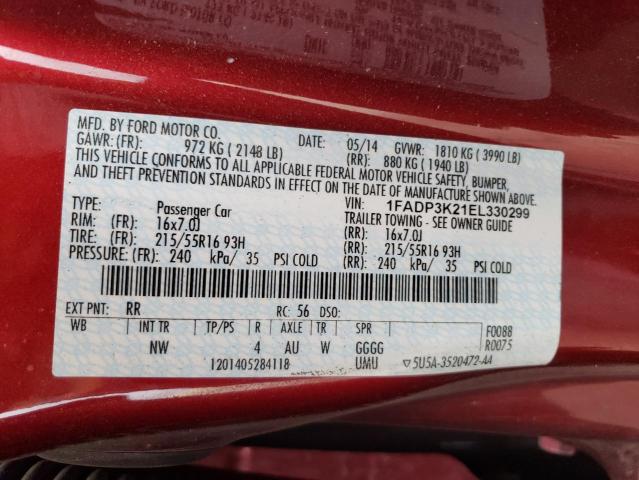 MFD. BY FORD MOTOR CO.
DATE: 05/14 GVWR: 1810 KG ( 3990 LB)
GAWR: (FR): 972 KG ( 2148 LB) (RR): 880 KG ( 1940 LB)
THIS VEHICLE CONFORMS TO ALL APPLICABLE FEDERAL MOTOR VEHICLE SAFETY, BUMPER,
AND THEFT PREVENTION STANDARDS IN EFFECT ON THE DATE OF MANUFACTURE SHOWN ABOVE.
VIN: 1FADP3K21EL330299
TYPE: Passenger Car TRAILER TOWING - SEE OWNER GUIDE
RIM: (FR): 16x7.0J (RR): 16x7.0J
TIRE: (FR): 215/55R16 93H (RR): 215/55R16 93H
PRESSURE: (FR): 240 kPa/ 35 PSI COLD (RR): 240 kPa/ 35 PSI COLD
EXT PNT: RR RC: 56 DSO:
WB INT TR TP/PS R AXLE TR SPR F0088
NW 4 AU W GGGG R0075
1201405284118 UMU ▽5U5A-3520472-AA